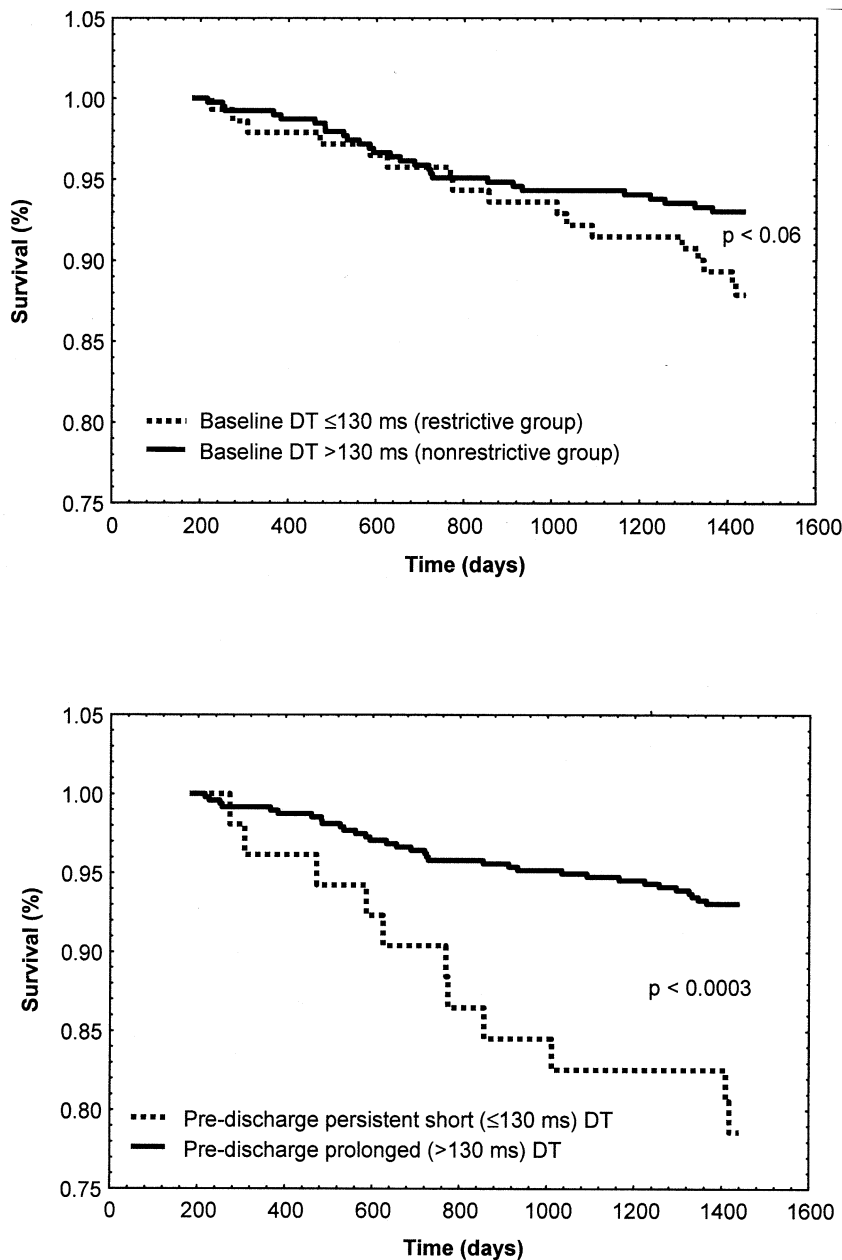 1.05
1.00
0.95
0.90
0.85
0.80
0.75
Survival (%)
p < 0.06
Baseline DT ≤130 ms (restrictive group)
Baseline DT >130 ms (nonrestrictive group)
0 200 400 600 800 1000 1200 1400 1600
Time (days)
1.05
1.00
0.95
0.90
0.85
0.80
0.75
Survival (%)
p < 0.0003
Pre-discharge persistent short (≤130 ms) DT
Pre-discharge prolonged (>130 ms) DT
0 200 400 600 800 1000 1200 1400 1600
Time (days)